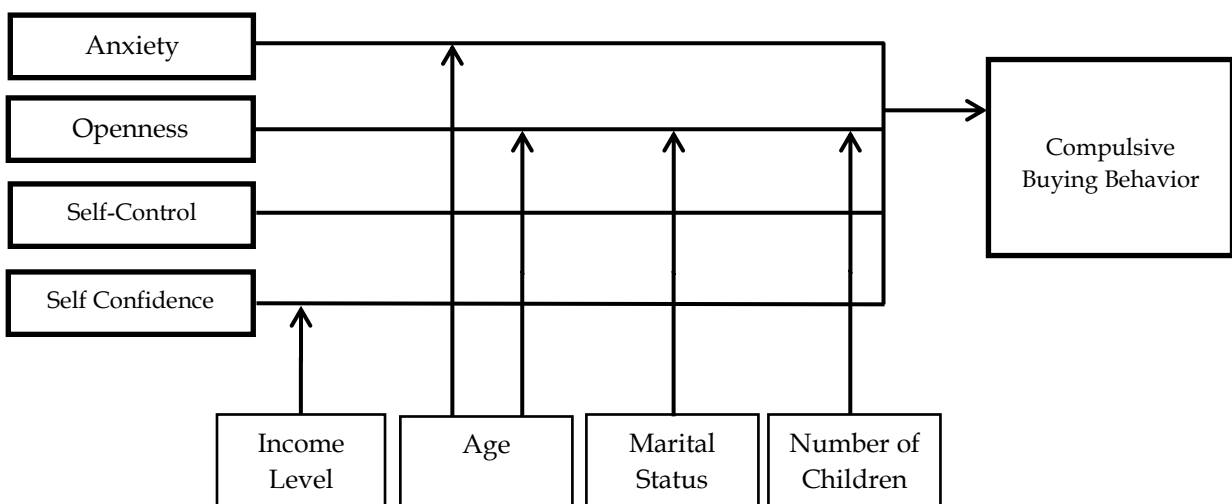 Anxiety
Openness
Self-Control
Self Confidence
Compulsive
Buying Behavior
Income
Level
Age
Marital
Status
Number of
Children